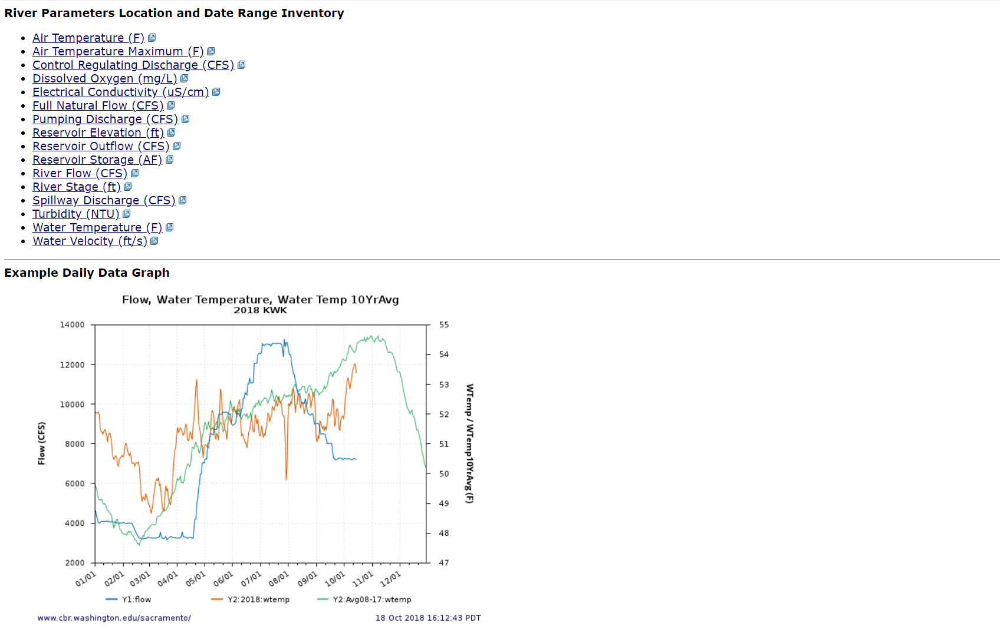 River Parameters Location and Date Range Inventory
Air Temperature (F)
Air Temperature Maximum (F)
Control Regulating Discharge (CFS)
Dissolved Oxygen (mg/L)
Electrical Conductivity (uS/cm)
Full Natural Flow (CFS)
Pumping Discharge (CFS)
Reservoir Elevation (ft)
Reservoir Outflow (CFS)
Reservoir Storage (AF)
River Flow (CFS)
River Stage (ft)
Spillway Discharge (CFS)
Turbidity (NTU)
Water Temperature (F)
Water Velocity (ft/s)
Example Daily Data Graph
Flow, Water Temperature, Water Temp 10YrAvg
2018 KWK
14000 55
54
12000
53
10000
52
8000 51
50
6000
49
4000
48
2000 47
Flow (CFS)
WTemp / WTemp10YrAvg (F)
01/01 02/01 03/01 04/01 05/01 06/01 07/01 08/01 09/01 10/01 11/01 12/01
Y1:flow Y2:2018:wtemp Y2:Avg08-17:wtemp
www.cbr.washington.edu/sacramento/ 18 Oct 2018 16:12:43 PDT